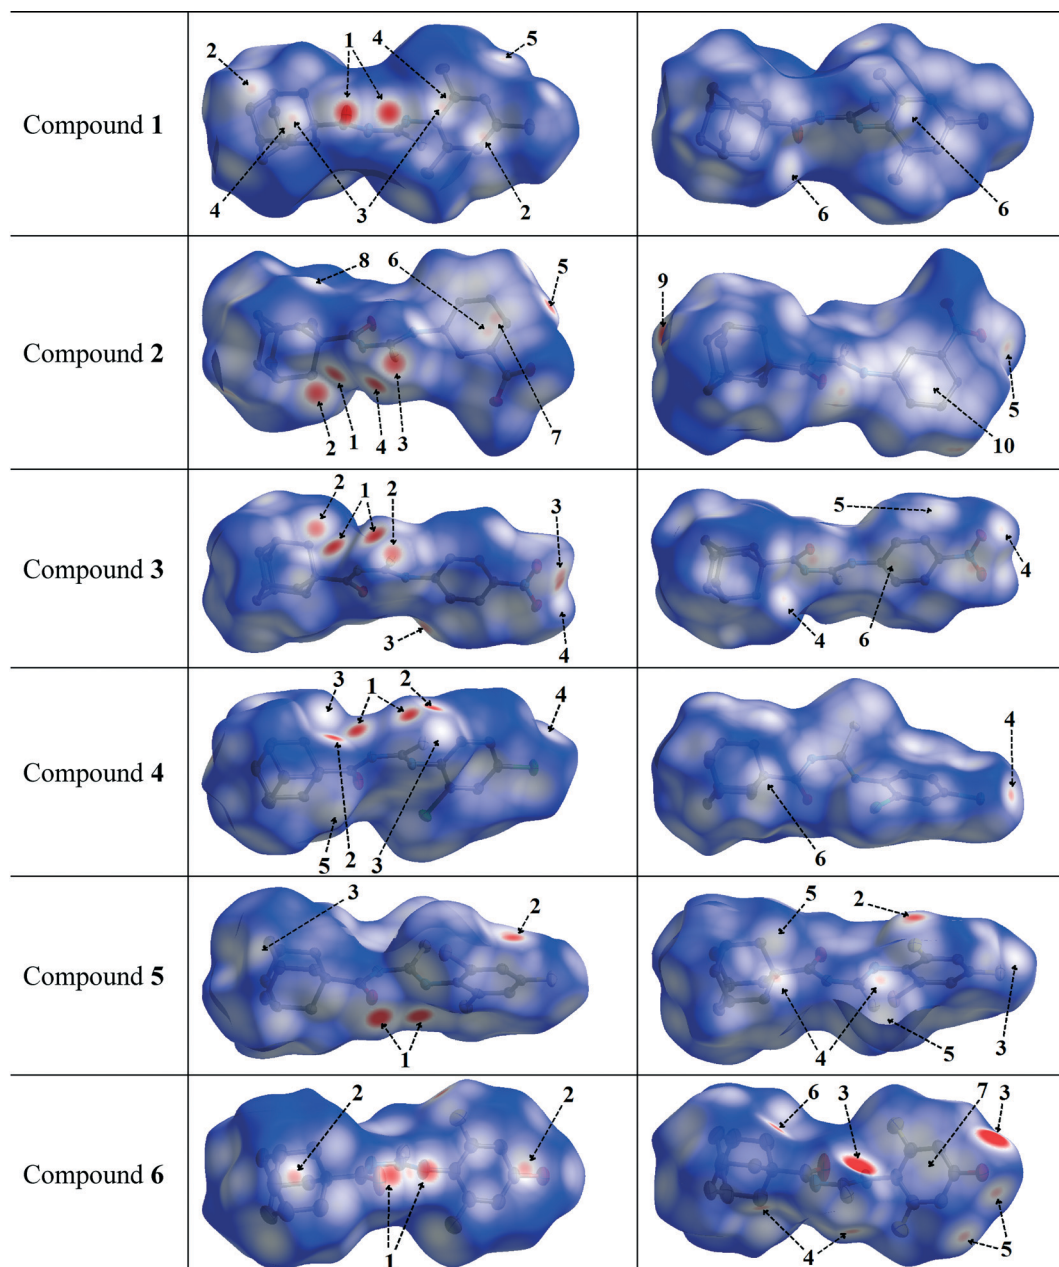 2 1 4 5
Compound 1
4 3 2
6 6
8 6 5
9
Compound 2
2 1 4 3 7
10 5
2 1 2 3
5
Compound 3
3 4
4 6 4
3 1 2 4
4
Compound 4
5 2 3
6
3 2
5 2
Compound 5
1
4 5 3
2 2
6 3 7 3
Compound 6
1
4 5